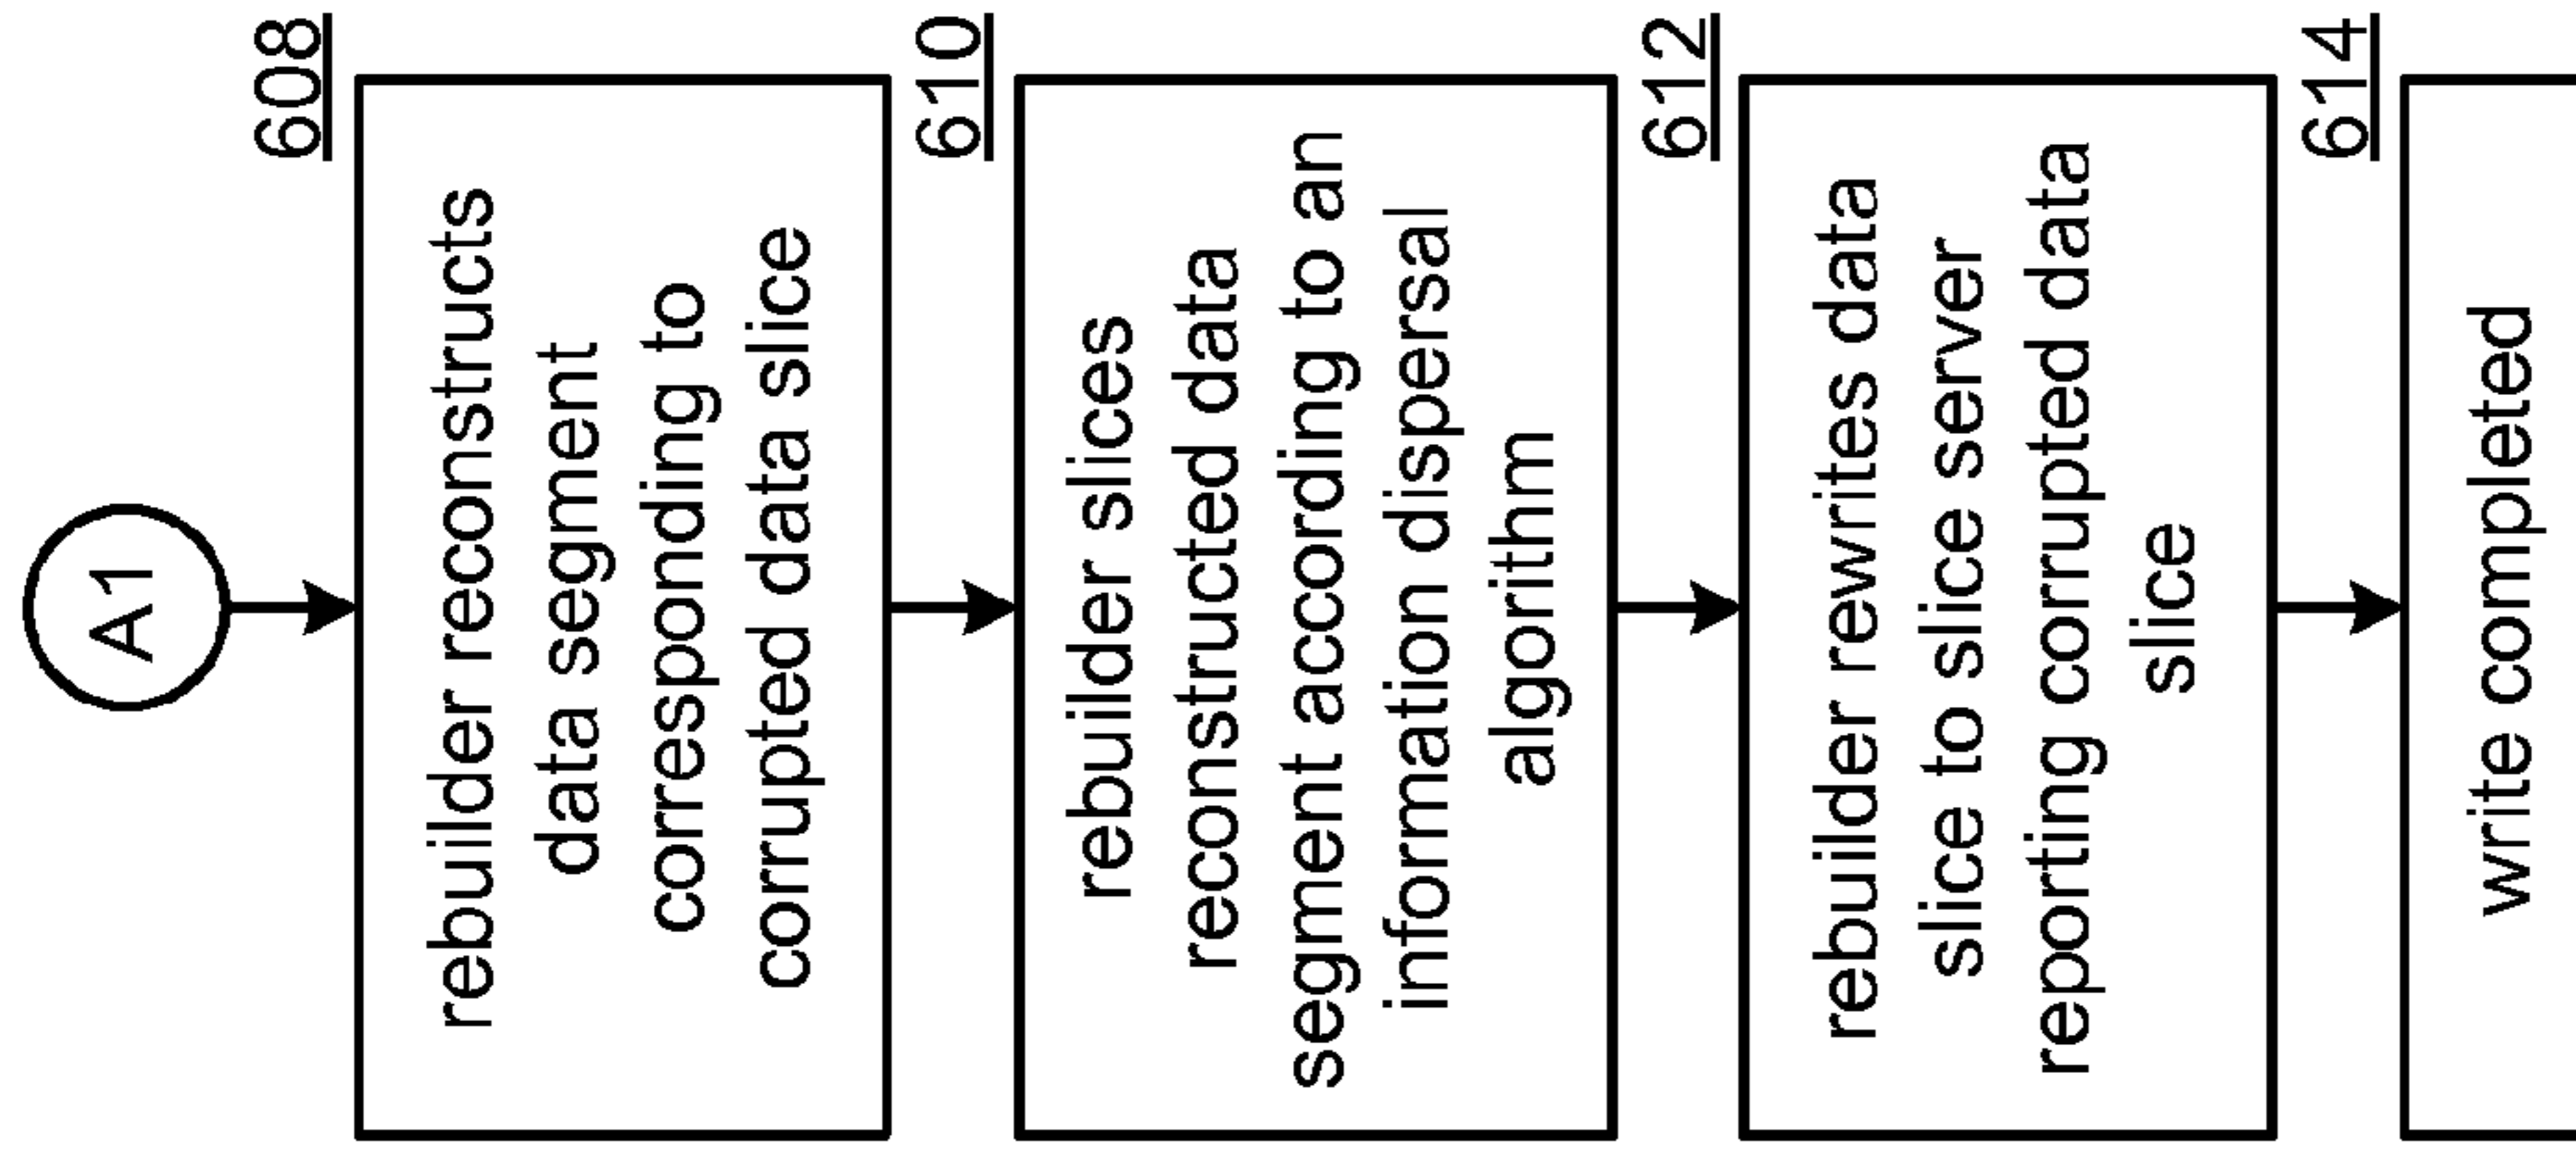 A1
608
rebuilder reconstructs
data segment
corresponding to
corrupted data slice
610
rebuilder slices
reconstructed data
segment according to an
information dispersal
algorithm
612
rebuilder rewrites data
slice to slice server
reporting corrupted data
slice
614
write completed